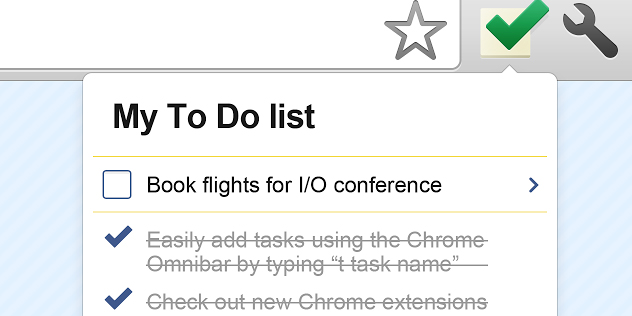 My To Do list
Book flights for I/O conference
Easily add tasks using the Chrome
Omnibar by typing “t task name”
Check out new Chrome extensions